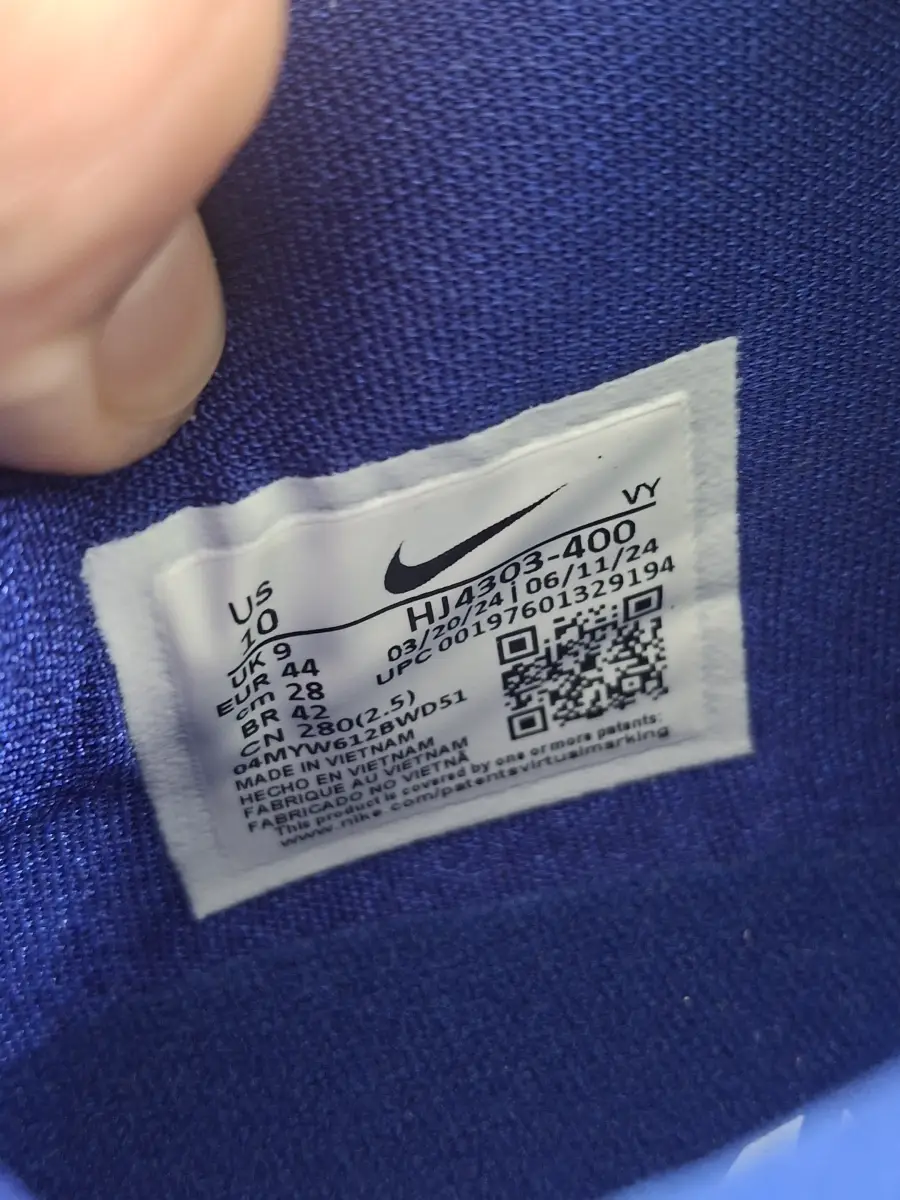 VY
US
10
UK 9
EUR 44
cm 28
BR 42
CN 280(2.5)
HJ4303-400
03/20/24 | 06/11/24
UPC 00197601329194
04MYW612BWD51
MADE IN VIETNAM
HECHO EN VIETNAM
FABRIQUE AU VIETNAM
FABRICADO NO VIETNÃ
This product is covered by one or more patents:
www.nike.com/patentsvirtualmarking